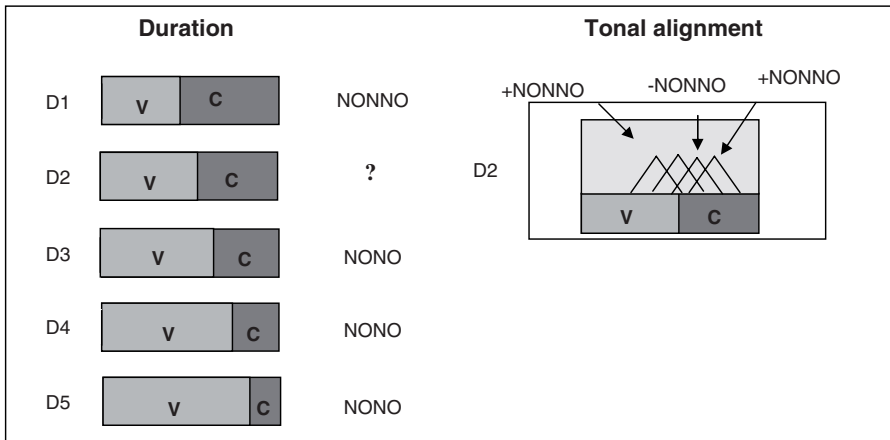 Duration
D1 V C NONNO
D2 V C ?
D3 V C NONO
D4 V C NONO
D5 V C NONO
Tonal alignment
+NONNO -NONNO +NONNO
D2
V C